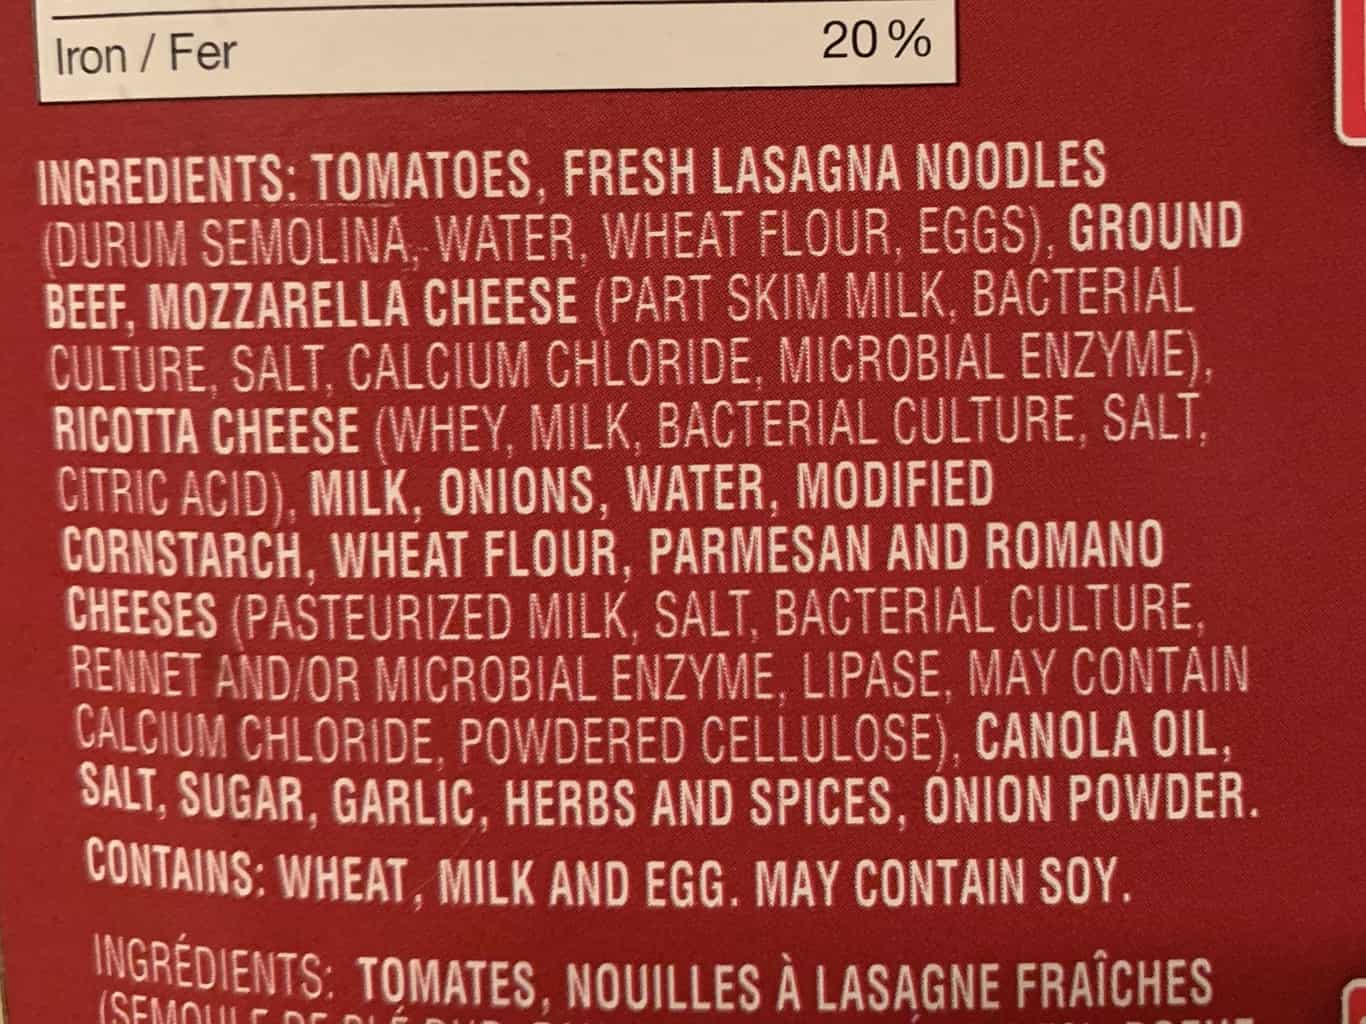 Iron / Fer 20 %
INGREDIENTS: TOMATOES, FRESH LASAGNA NOODLES
(DURUM SEMOLINA, WATER, WHEAT FLOUR, EGGS), GROUND
BEEF, MOZZARELLA CHEESE (PART SKIM MILK, BACTERIAL
CULTURE, SALT, CALCIUM CHLORIDE, MICROBIAL ENZYME),
RICOTTA CHEESE (WHEY, MILK, BACTERIAL CULTURE, SALT,
CITRIC ACID), MILK, ONIONS, WATER, MODIFIED
CORNSTARCH, WHEAT FLOUR, PARMESAN AND ROMANO
CHEESES (PASTEURIZED MILK, SALT, BACTERIAL CULTURE,
RENNET AND/OR MICROBIAL ENZYME, LIPASE, MAY CONTAIN
CALCIUM CHLORIDE, POWDERED CELLULOSE), CANOLA OIL,
SALT, SUGAR, GARLIC, HERBS AND SPICES, ONION POWDER.
CONTAINS: WHEAT, MILK AND EGG. MAY CONTAIN SOY.
INGRÉDIENTS: TOMATES, NOUILLES À LASAGNE FRAÎCHES
(SEMOULE DE BLÉ